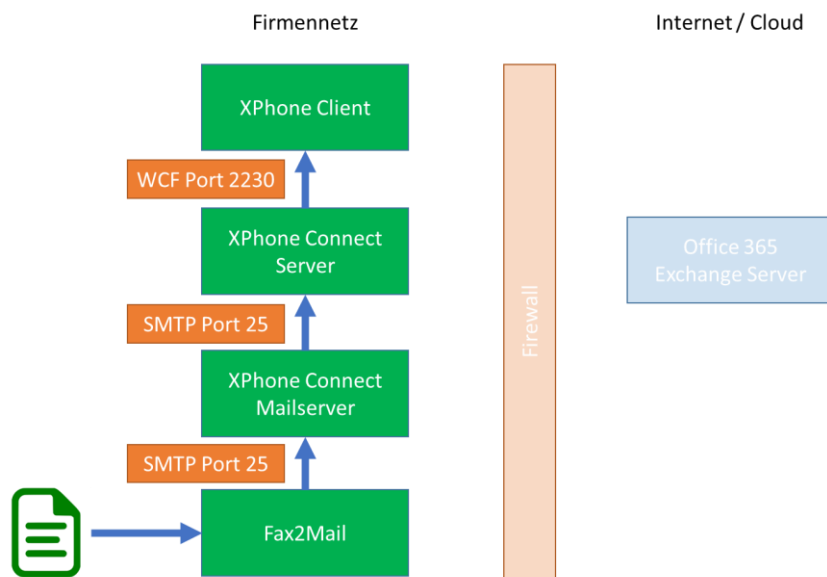 Firmennetz
Internet / Cloud
XPhone Client
WCF Port 2230
XPhone Connect
Server
Office 365
Exchange Server
SMTP Port 25
Firewall
XPhone Connect
Mailserver
SMTP Port 25
Fax2Mail